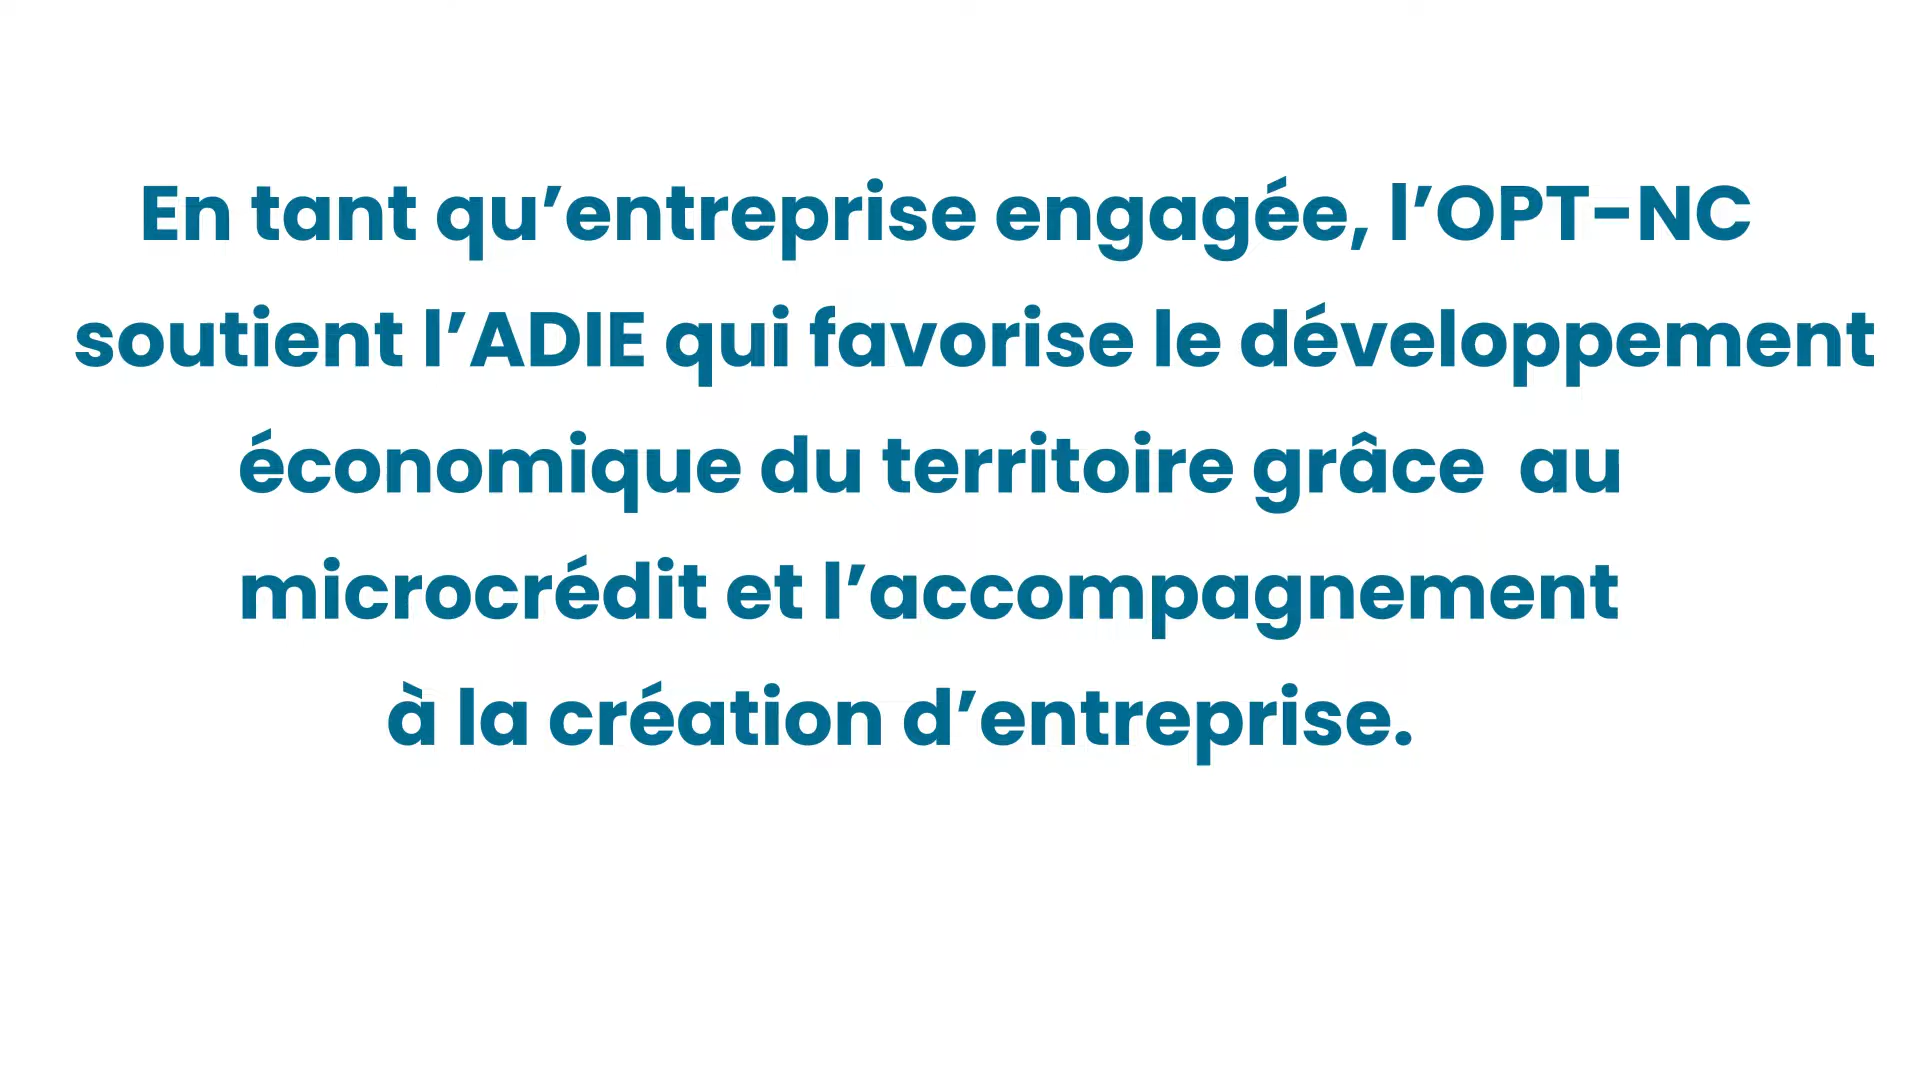 En tant qu’entreprise engagée, l’OPT-NC
soutient l’ADIE qui favorise le développement
économique du territoire grâce  au
microcrédit et l’accompagnement
à la création d’entreprise.